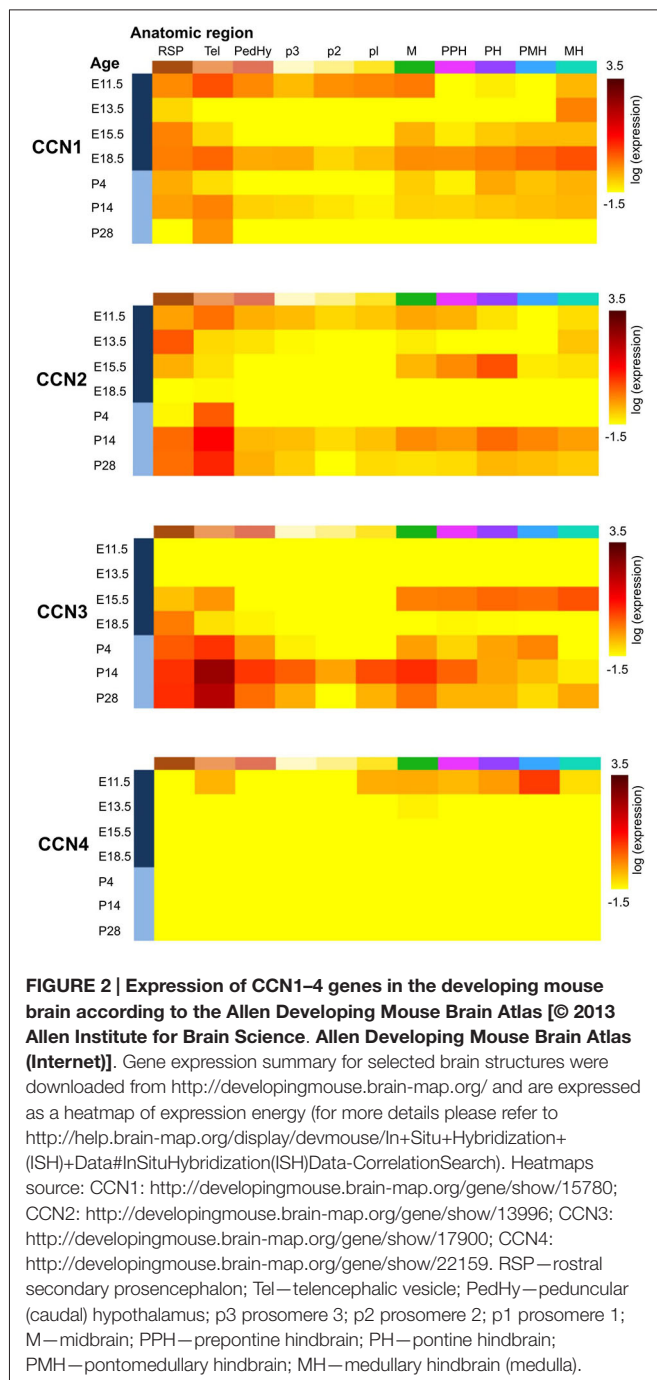 Anatomic region
RSP Tel PedHy p3 p2 pl M PPH PH PMH MH
Age
3.5
E11.5
E13.5
E15.5
CCN1
E18.5
P4
P14
P28
log (expression)
-1.5
3.5
E11.5
E13.5
E15.5
CCN2
E18.5
P4
P14
P28
log (expression)
-1.5
3.5
E11.5
E13.5
E15.5
CCN3
E18.5
P4
P14
P28
log (expression)
-1.5
3.5
E11.5
E13.5
E15.5
CCN4
E18.5
P4
P14
P28
log (expression)
-1.5
FIGURE 2 | Expression of CCN1–4 genes in the developing mouse
brain according to the Allen Developing Mouse Brain Atlas [© 2013
Allen Institute for Brain Science. Allen Developing Mouse Brain Atlas
(Internet)]. Gene expression summary for selected brain structures were
downloaded from http://developingmouse.brain-map.org/ and are expressed
as a heatmap of expression energy (for more details please refer to
http://help.brain-map.org/display/devmouse/In+Situ+Hybridization+
(ISH)+Data#InSituHybridization(ISH)Data-CorrelationSearch). Heatmaps
source: CCN1: http://developingmouse.brain-map.org/gene/show/15780;
CCN2: http://developingmouse.brain-map.org/gene/show/13996; CCN3:
http://developingmouse.brain-map.org/gene/show/17900; CCN4:
http://developingmouse.brain-map.org/gene/show/22159. RSP—rostral
secondary prosencephalon; Tel—telencephalic vesicle; PedHy—peduncular
(caudal) hypothalamus; p3 prosomere 3; p2 prosomere 2; p1 prosomere 1;
M—midbrain; PPH—prepontine hindbrain; PH—pontine hindbrain;
PMH—pontomedullary hindbrain; MH—medullary hindbrain (medulla).